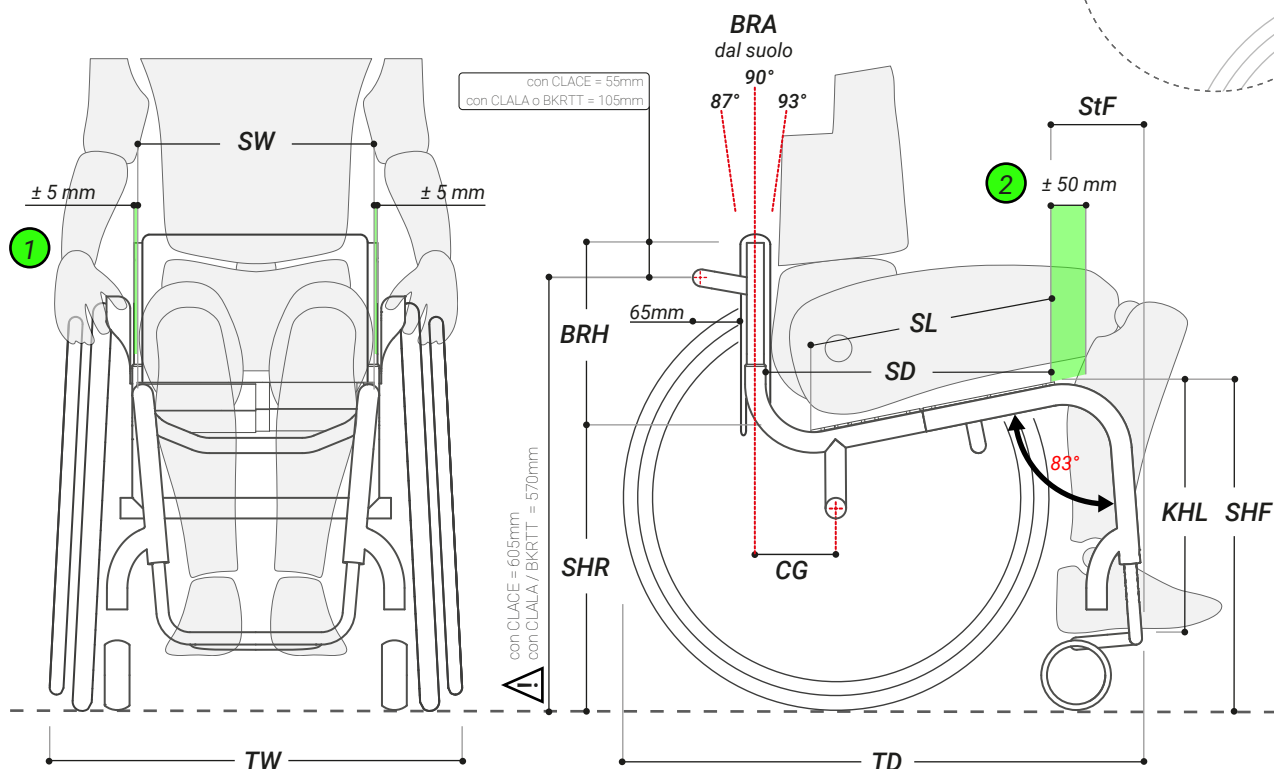 BRA
dal suolo
90°
87°
93°
con CLACE = 55mm
con CLALA o BKRTT = 105mm
StF
SW
± 5 mm
± 5 mm
1
2
± 50 mm
65mm
BRH
SL
SD
83°
KHL
SHF
SHR
CG
con CLACE = 605mm
con CLALA / BKRTT = 570mm
!
TW
TD